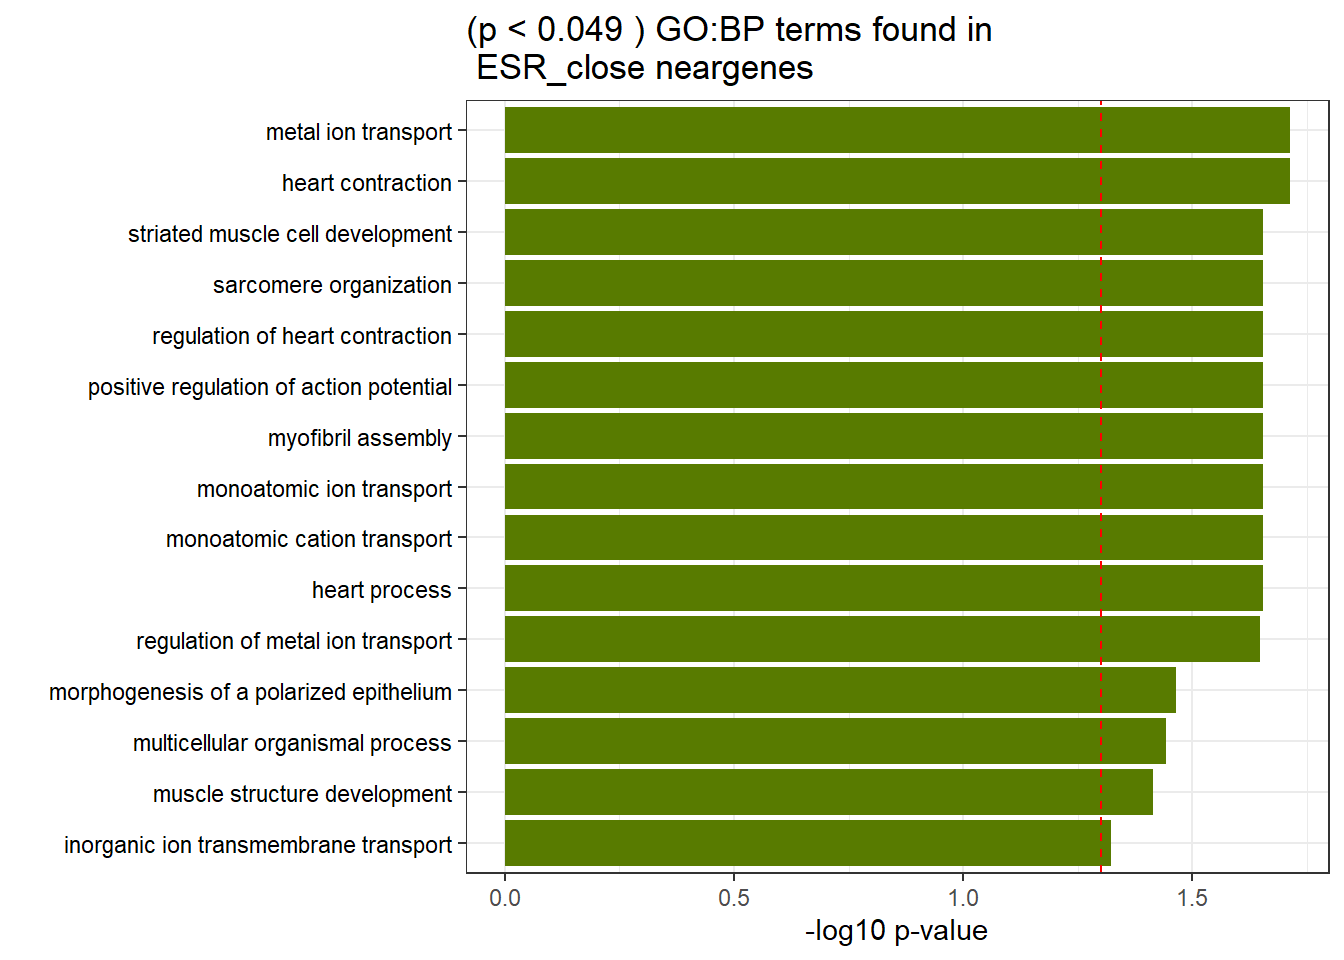 (p < 0.049 ) GO:BP terms found in
ESR_close neargenes
metal ion transport
heart contraction
striated muscle cell development
sarcomere organization
regulation of heart contraction
positive regulation of action potential
myofibril assembly
monoatomic ion transport
monoatomic cation transport
heart process
regulation of metal ion transport
morphogenesis of a polarized epithelium
multicellular organismal process
muscle structure development
inorganic ion transmembrane transport
0.0 0.5 1.0 1.5
-log10 p-value